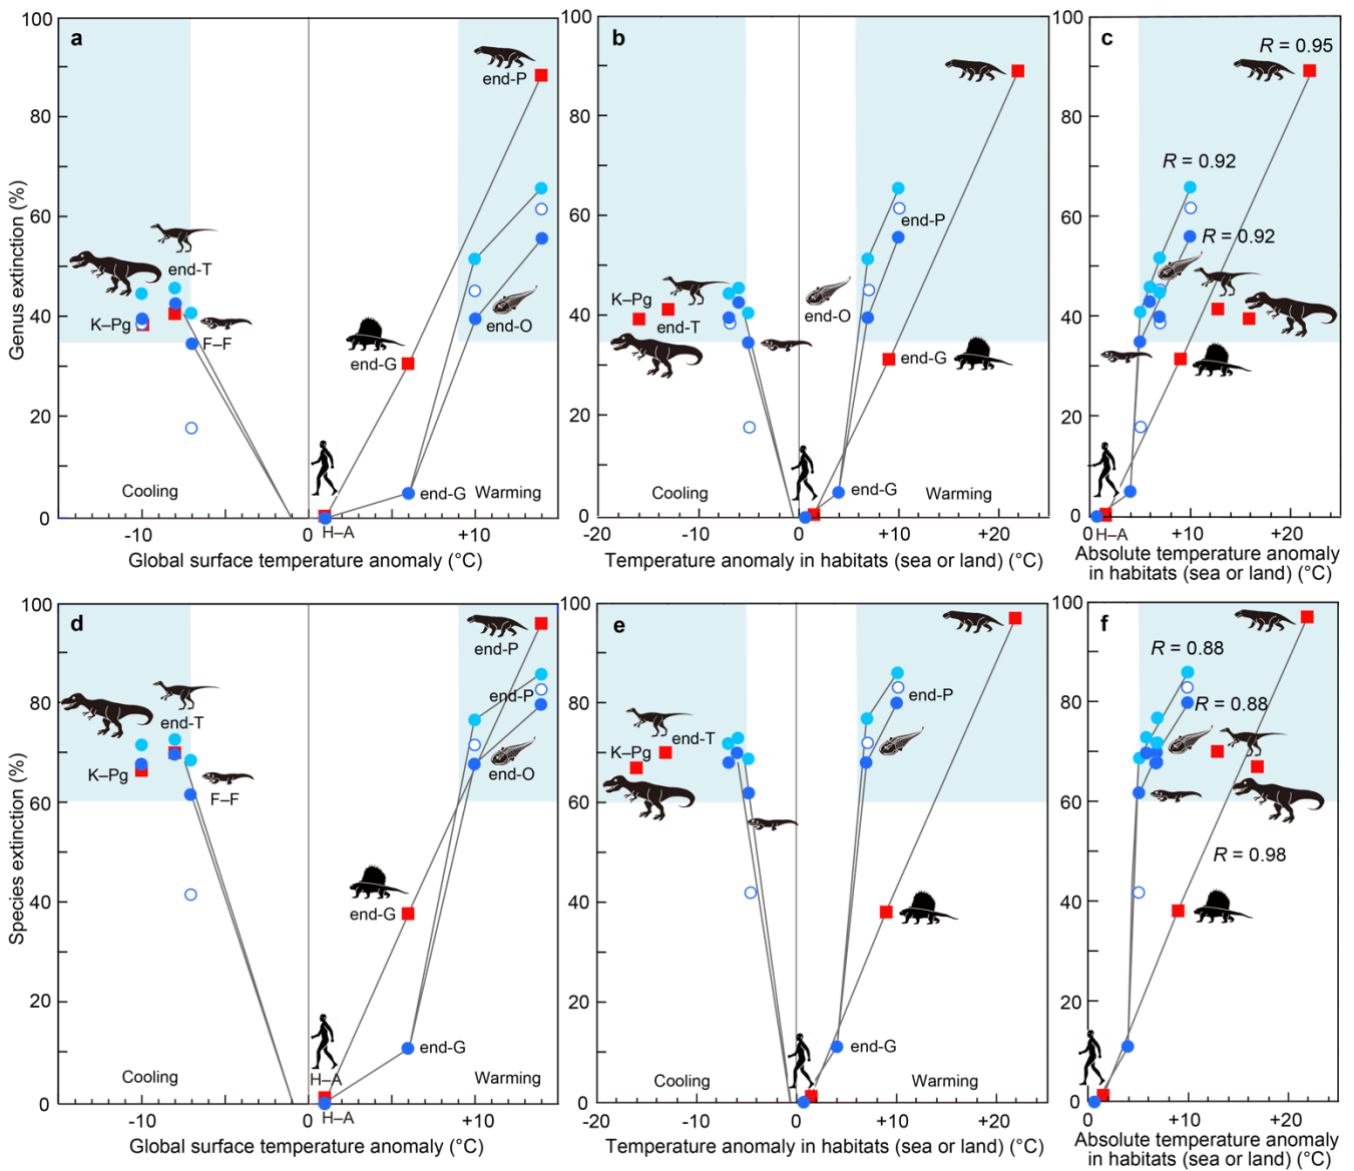 a
b
c
Genus extinction (%)
100
80
60
40
20
0
end-P
end-T
K–Pg
F–F
end-G
end-O
end-G
Cooling
Warming
H–A
-10
0
+10
Global surface temperature anomaly (°C)
100
80
60
40
20
0
K–Pg
end-T
end-O
end-P
end-G
end-G
Cooling
Warming
-20
-10
0
+10
+20
Temperature anomaly in habitats (sea or land) (°C)
100
80
60
40
20
0
R = 0.95
R = 0.92
R = 0.92
H–A
0
+10
+20
Absolute temperature anomaly
in habitats (sea or land) (°C)
d
e
f
Species extinction (%)
100
80
60
40
20
0
end-P
end-P
end-T
K–Pg
F–F
end-O
end-G
end-G
H–A
Cooling
Warming
H–A
-10
0
+10
Global surface temperature anomaly (°C)
100
80
60
40
20
0
K–Pg
end-T
end-P
end-G
Cooling
Warming
-20
-10
0
+10
+20
Temperature anomaly in habitats (sea or land) (°C)
100
80
60
40
20
0
R = 0.88
R = 0.88
R = 0.98
0
+10
+20
Absolute temperature anomaly
in habitats (sea or land) (°C)